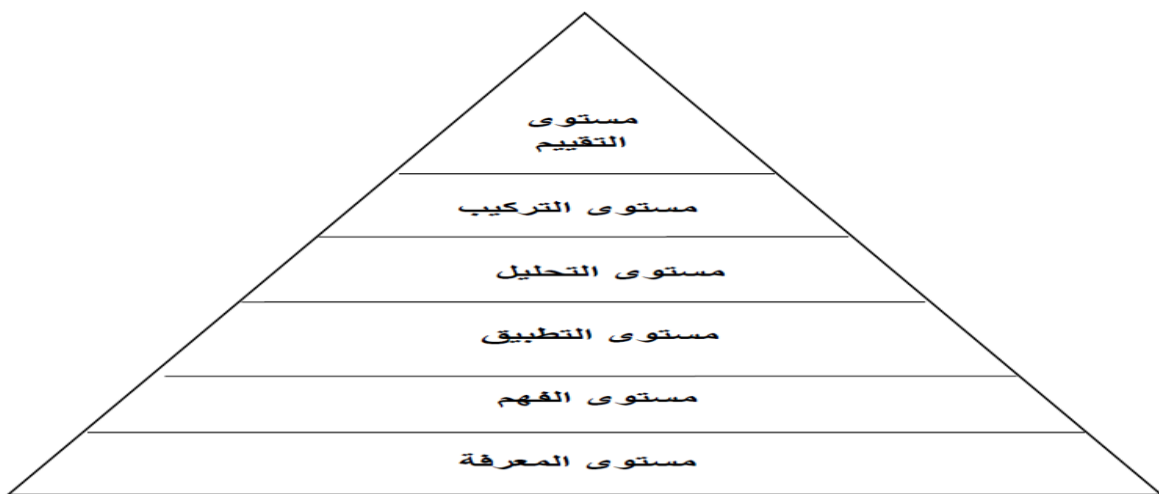 مستوى
التقييم
مستوى التركيب
مستوى التحليل
مستوى التطبيق
مستوى الفهم
مستوى المعرفة